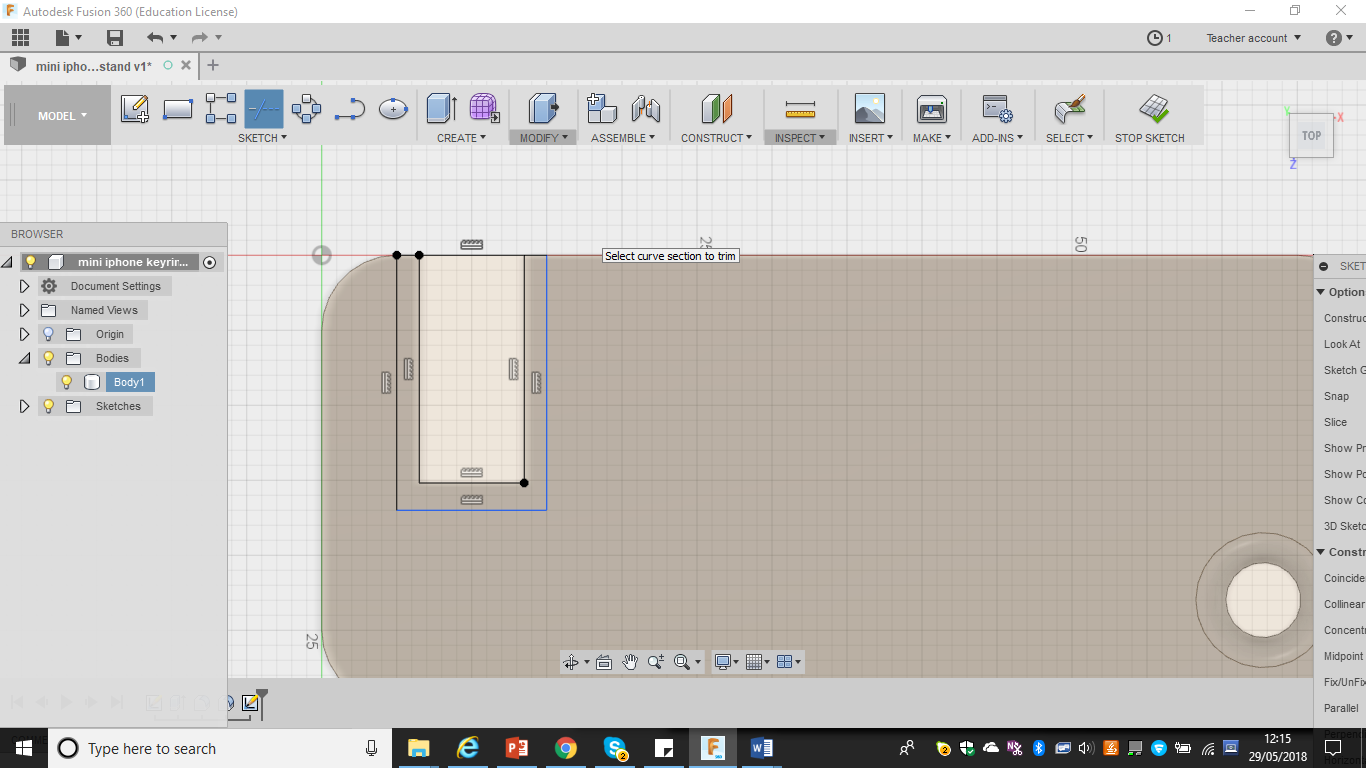 Autodesk Fusion 360 (Education License)
1 Teacher account
mini ipho...stand v1*
MODEL
SKETCH CREATE MODIFY ASSEMBLE CONSTRUCT INSPECT INSERT MAKE ADD-INS SELECT STOP SKETCH
Y
X
TOP
Z
BROWSER
mini iphone keyrir...
Document Settings
Named Views
Origin
Bodies
Body1
Sketches
25
50
Select curve section to trim
25
SKET
Option
Construc
Look At
Sketch G
Snap
Slice
Show Pr
Show Po
Show Co
3D Sketc
Constr
Coincide
Collinear
Concent
Midpoint
Fix/UnFix
Parallel
Type here to search
12:15
29/05/2018